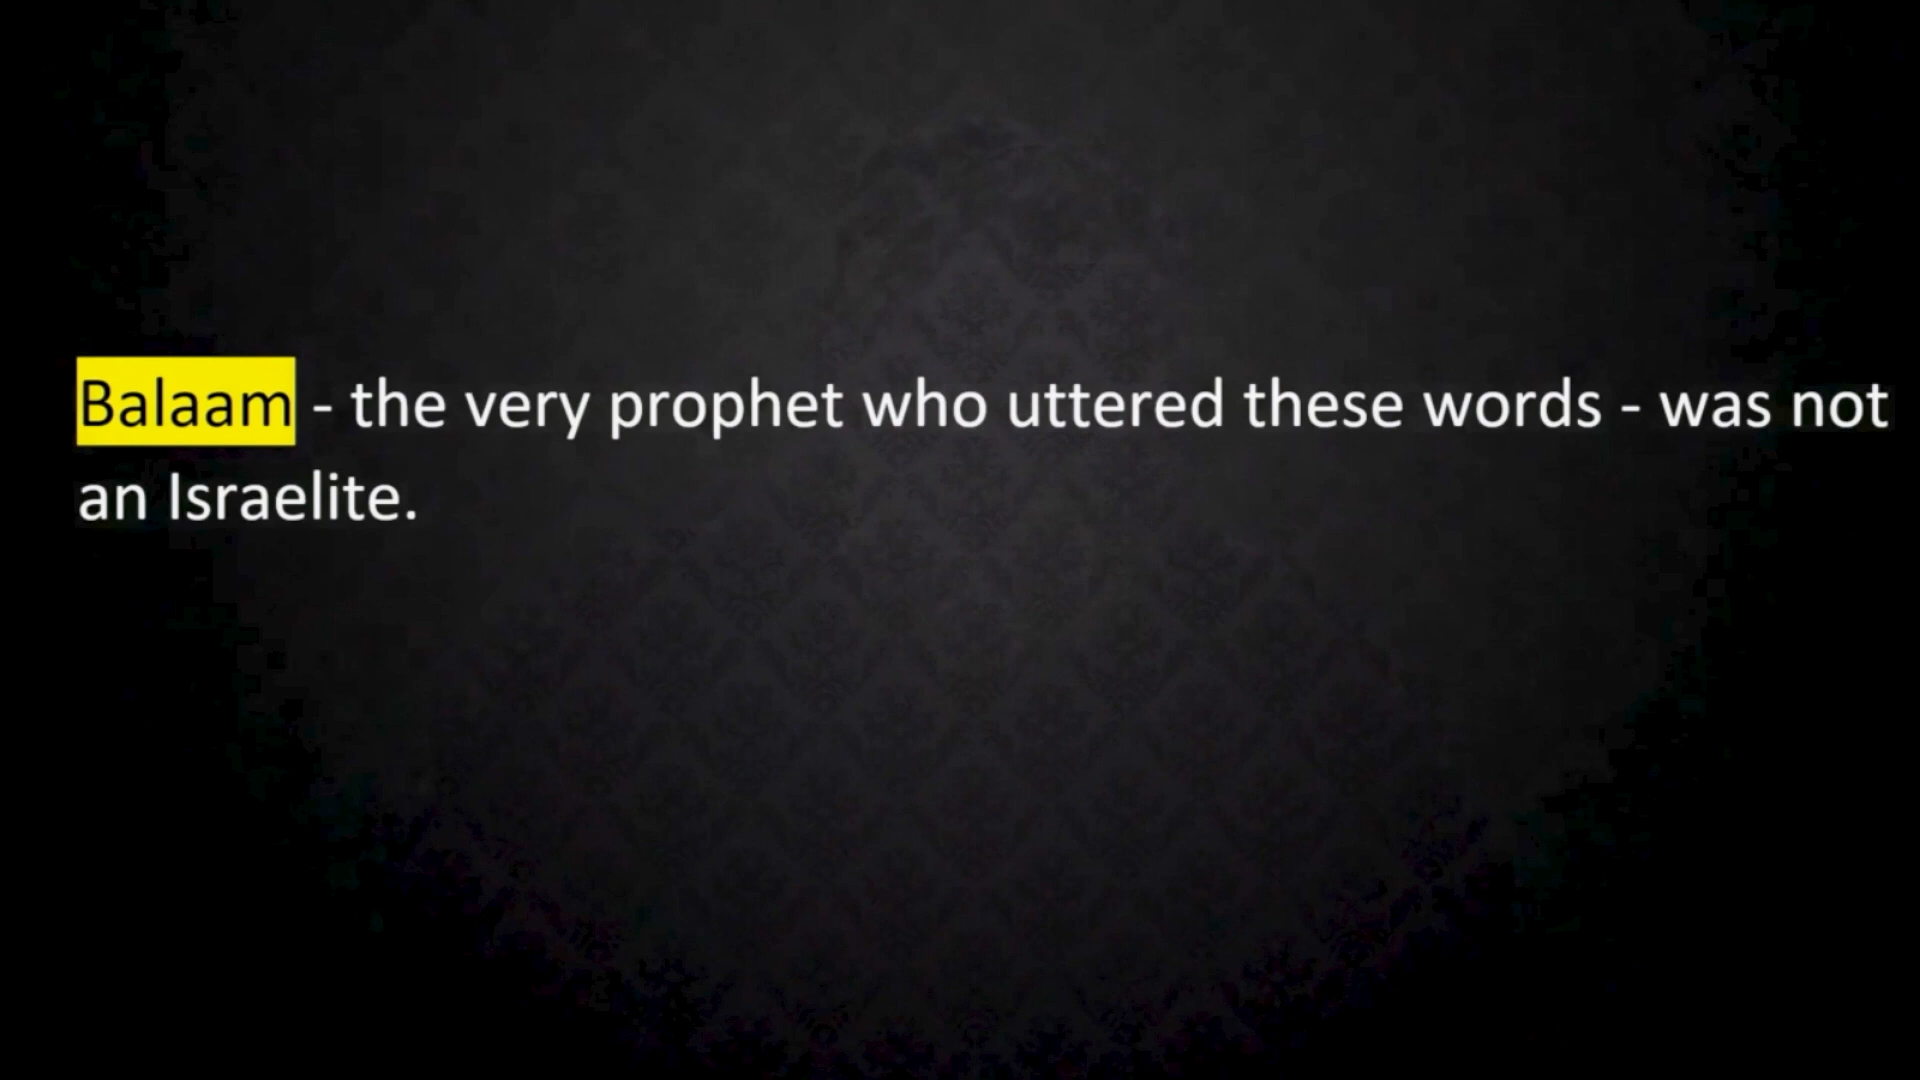 Balaam - the very prophet who uttered these words - was not
an Israelite.